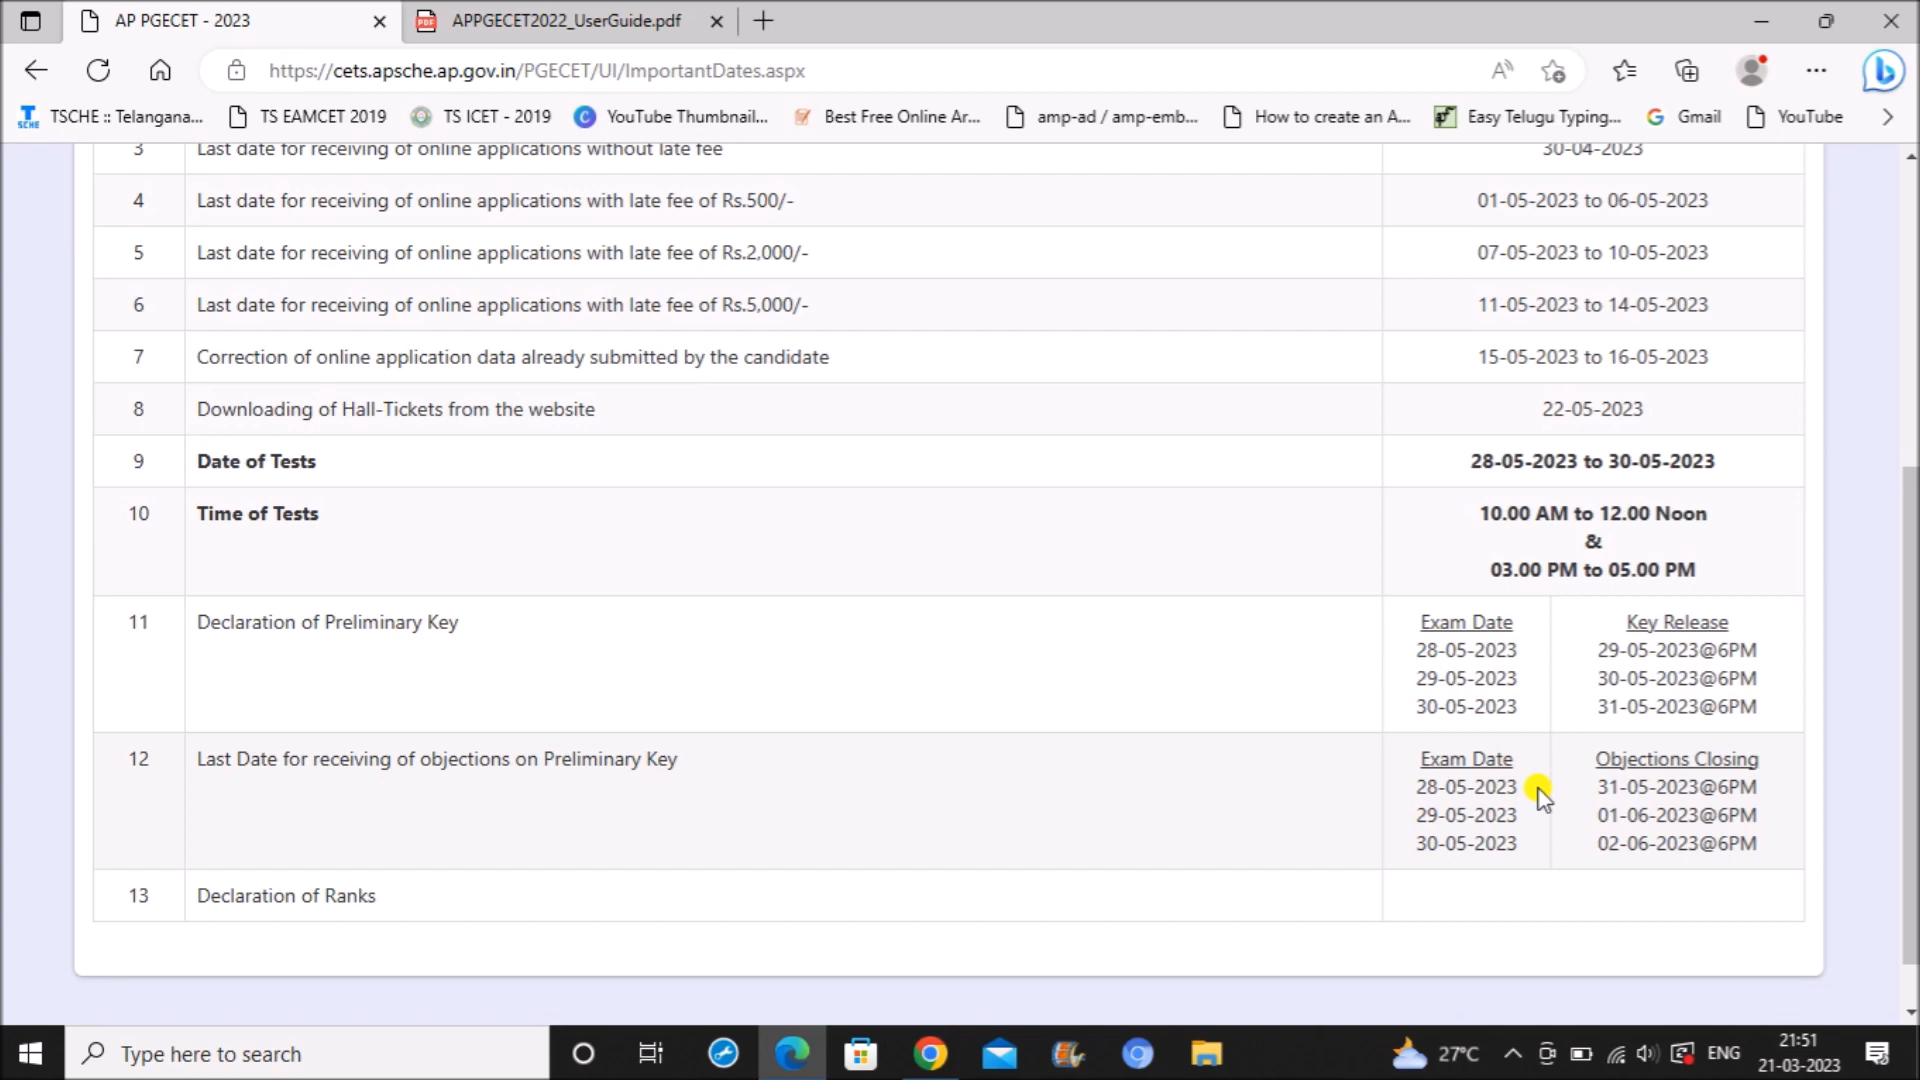 AP PGECET - 2023
APPGECET2022_UserGuide.pdf
https://cets.apsche.ap.gov.in/PGECET/UI/ImportantDates.aspx
TSCHE :: Telangana...
TS EAMCET 2019
TS ICET - 2019
YouTube Thumbnail...
Best Free Online Ar...
amp-ad / amp-emb...
How to create an A...
Easy Telugu Typing...
Gmail
YouTube
3 Last date for receiving of online applications without late fee 30-04-2023
4 Last date for receiving of online applications with late fee of Rs.500/- 01-05-2023 to 06-05-2023
5 Last date for receiving of online applications with late fee of Rs.2,000/- 07-05-2023 to 10-05-2023
6 Last date for receiving of online applications with late fee of Rs.5,000/- 11-05-2023 to 14-05-2023
7 Correction of online application data already submitted by the candidate 15-05-2023 to 16-05-2023
8 Downloading of Hall-Tickets from the website 22-05-2023
9 Date of Tests 28-05-2023 to 30-05-2023
10 Time of Tests 10.00 AM to 12.00 Noon
&
03.00 PM to 05.00 PM
11 Declaration of Preliminary Key Exam Date Key Release
28-05-2023 29-05-2023@6PM
29-05-2023 30-05-2023@6PM
30-05-2023 31-05-2023@6PM
12 Last Date for receiving of objections on Preliminary Key Exam Date Objections Closing
28-05-2023 31-05-2023@6PM
29-05-2023 01-06-2023@6PM
30-05-2023 02-06-2023@6PM
13 Declaration of Ranks
Type here to search
27°C
ENG
21:51
21-03-2023